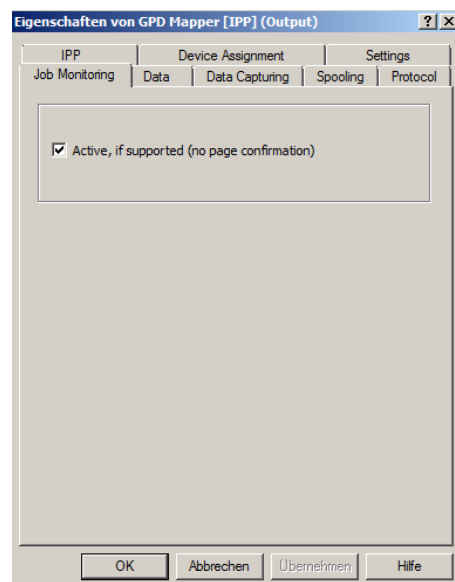 Eigenschaften von GPD Mapper [IPP] (Output)
IPP Device Assignment Settings
Job Monitoring Data Data Capturing Spooling Protocol
Active, if supported (no page confirmation)
OK Abbrechen Übernehmen Hilfe